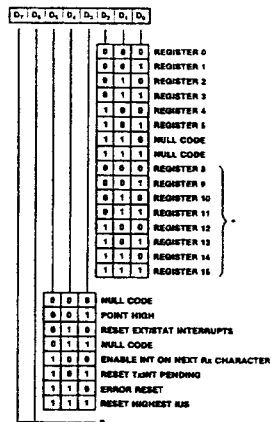 D7 D6 D5 D4 D3 D2 D1 D0
0 0 0 REGISTER 0
0 0 1 REGISTER 1
0 1 0 REGISTER 2
0 1 1 REGISTER 3
1 0 0 REGISTER 4
1 0 1 REGISTER 5
1 1 0 NULL CODE
1 1 1 NULL CODE
0 0 0 REGISTER 8
0 0 1 REGISTER 9
0 1 0 REGISTER 10
0 1 1 REGISTER 11
1 0 0 REGISTER 12
1 0 1 REGISTER 13
1 1 0 REGISTER 14
1 1 1 REGISTER 15
0 0 0 NULL CODE
0 0 1 POINT HIGH
0 1 0 RESET EXT/STAT INTERRUPTS
0 1 1 NULL CODE
1 0 0 ENABLE INT ON NEXT Rx CHARACTER
1 0 1 RESET TxINT PENDING
1 1 0 ERROR RESET
1 1 1 RESET HIGHEST IUS